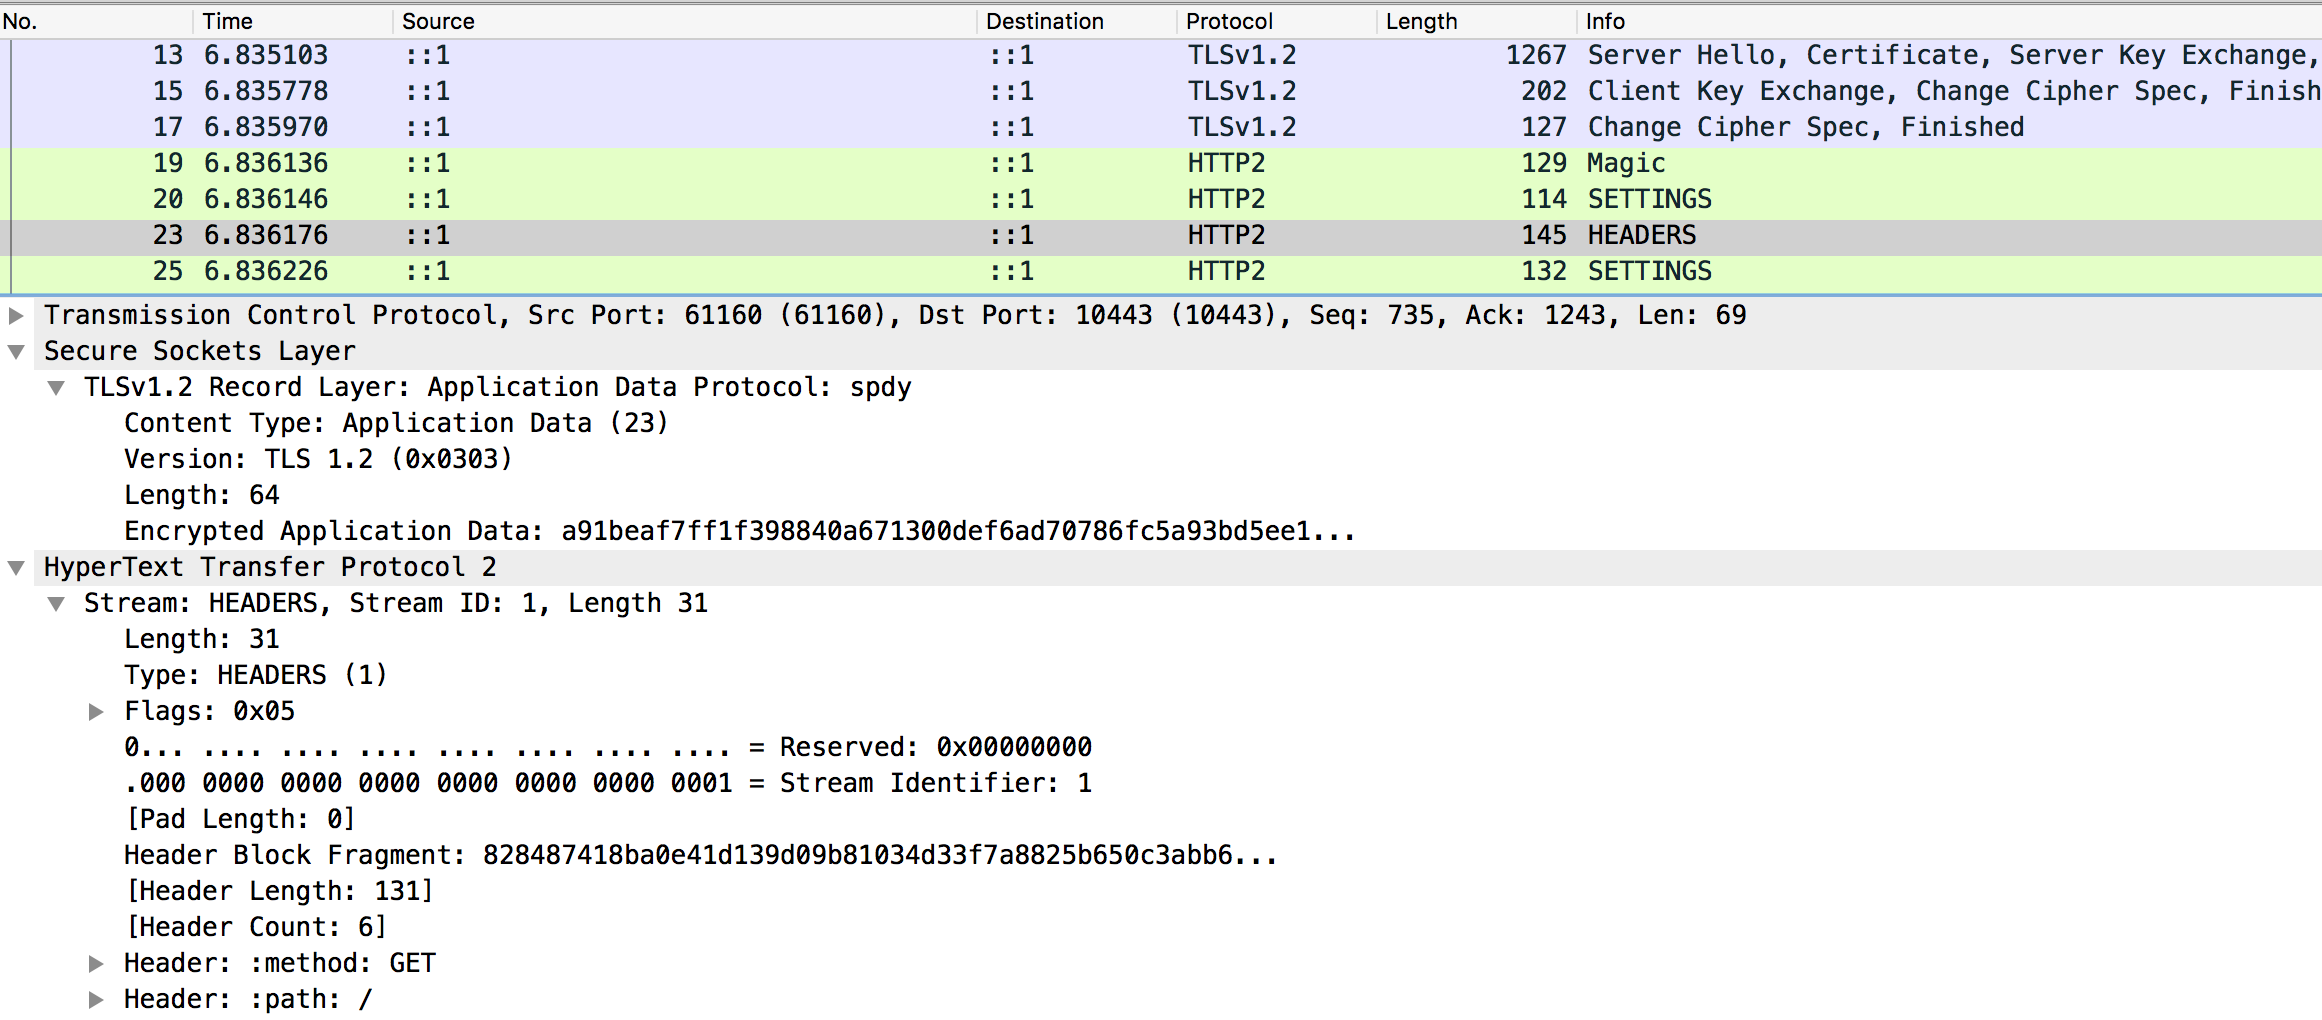 No. Time Source Destination Protocol Length Info
13 6.835103 ::1 ::1 TLSv1.2 1267 Server Hello, Certificate, Server Key Exchange,
15 6.835778 ::1 ::1 TLSv1.2 202 Client Key Exchange, Change Cipher Spec, Finish
17 6.835970 ::1 ::1 TLSv1.2 127 Change Cipher Spec, Finished
19 6.836136 ::1 ::1 HTTP2 129 Magic
20 6.836146 ::1 ::1 HTTP2 114 SETTINGS
23 6.836176 ::1 ::1 HTTP2 145 HEADERS
25 6.836226 ::1 ::1 HTTP2 132 SETTINGS
Transmission Control Protocol, Src Port: 61160 (61160), Dst Port: 10443 (10443), Seq: 735, Ack: 1243, Len: 69
Secure Sockets Layer
TLSv1.2 Record Layer: Application Data Protocol: spdy
Content Type: Application Data (23)
Version: TLS 1.2 (0x0303)
Length: 64
Encrypted Application Data: a91beaf7ff1f398840a671300def6ad70786fc5a93bd5ee1...
HyperText Transfer Protocol 2
Stream: HEADERS, Stream ID: 1, Length 31
Length: 31
Type: HEADERS (1)
Flags: 0x05
0... .... .... .... .... .... .... .... = Reserved: 0x00000000
.000 0000 0000 0000 0000 0000 0000 0001 = Stream Identifier: 1
[Pad Length: 0]
Header Block Fragment: 828487418ba0e41d139d09b81034d33f7a8825b650c3abb6...
[Header Length: 131]
[Header Count: 6]
Header: :method: GET
Header: :path: /